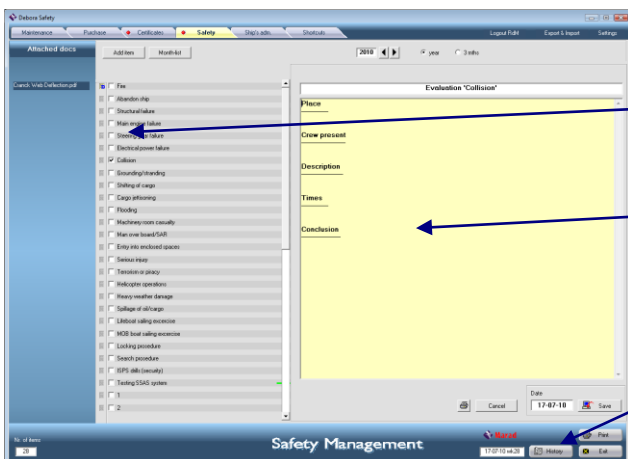 Debora Safety
Maintenance Purchase Certificates Safety Ship's adm. Shortcuts Logout RdM Export & Import Settings
Attached docs
Add item Month-list 2010 year 3 mths
Cranck Web Deflection.pdf
Fire
Abandon ship
Structural failure
Main engine failure
Steering gear failure
Electrical power failure
Collision
Grounding/stranding
Shifting of cargo
Cargo jettisoning
Flooding
Machinery room casualty
Man over board/SAR
Entry into enclosed spaces
Serious injury
Terrorism or piracy
Helicopter operations
Heavy weather damage
Spillage of oil/cargo
Lifeboat sailing excercise
MOB boat sailing excercise
Locking procedure
Search procedure
ISPS drills (security)
Testing SSAS system
1
2
Evaluation 'Collision'
Place
Crew present
Description
Times
Conclusion
Date
Cancel 17-07-10 Save
No. of items
28
Safety Management
Print
17-07-10 wk28 History Exit